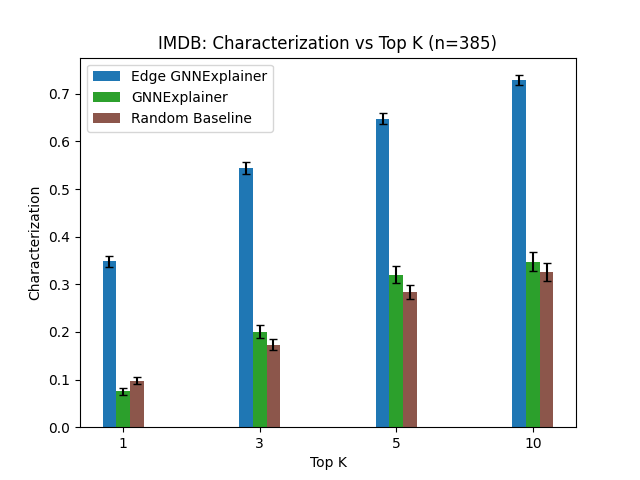 IMDB: Characterization vs Top K (n=385)
Edge GNNExplainer
GNNExplainer
Random Baseline
Characterization
0.7
0.6
0.5
0.4
0.3
0.2
0.1
0.0
1 3 5 10
Top K